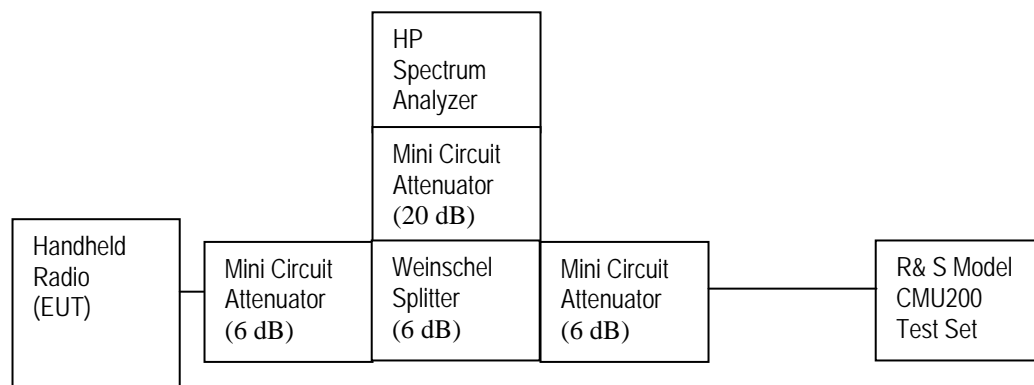 HP
Spectrum
Analyzer
Mini Circuit
Attenuator
(20 dB)
Handheld
Radio
(EUT)
Mini Circuit
Attenuator
(6 dB)
Weinschel
Splitter
(6 dB)
Mini Circuit
Attenuator
(6 dB)
R& S Model
CMU200
Test Set